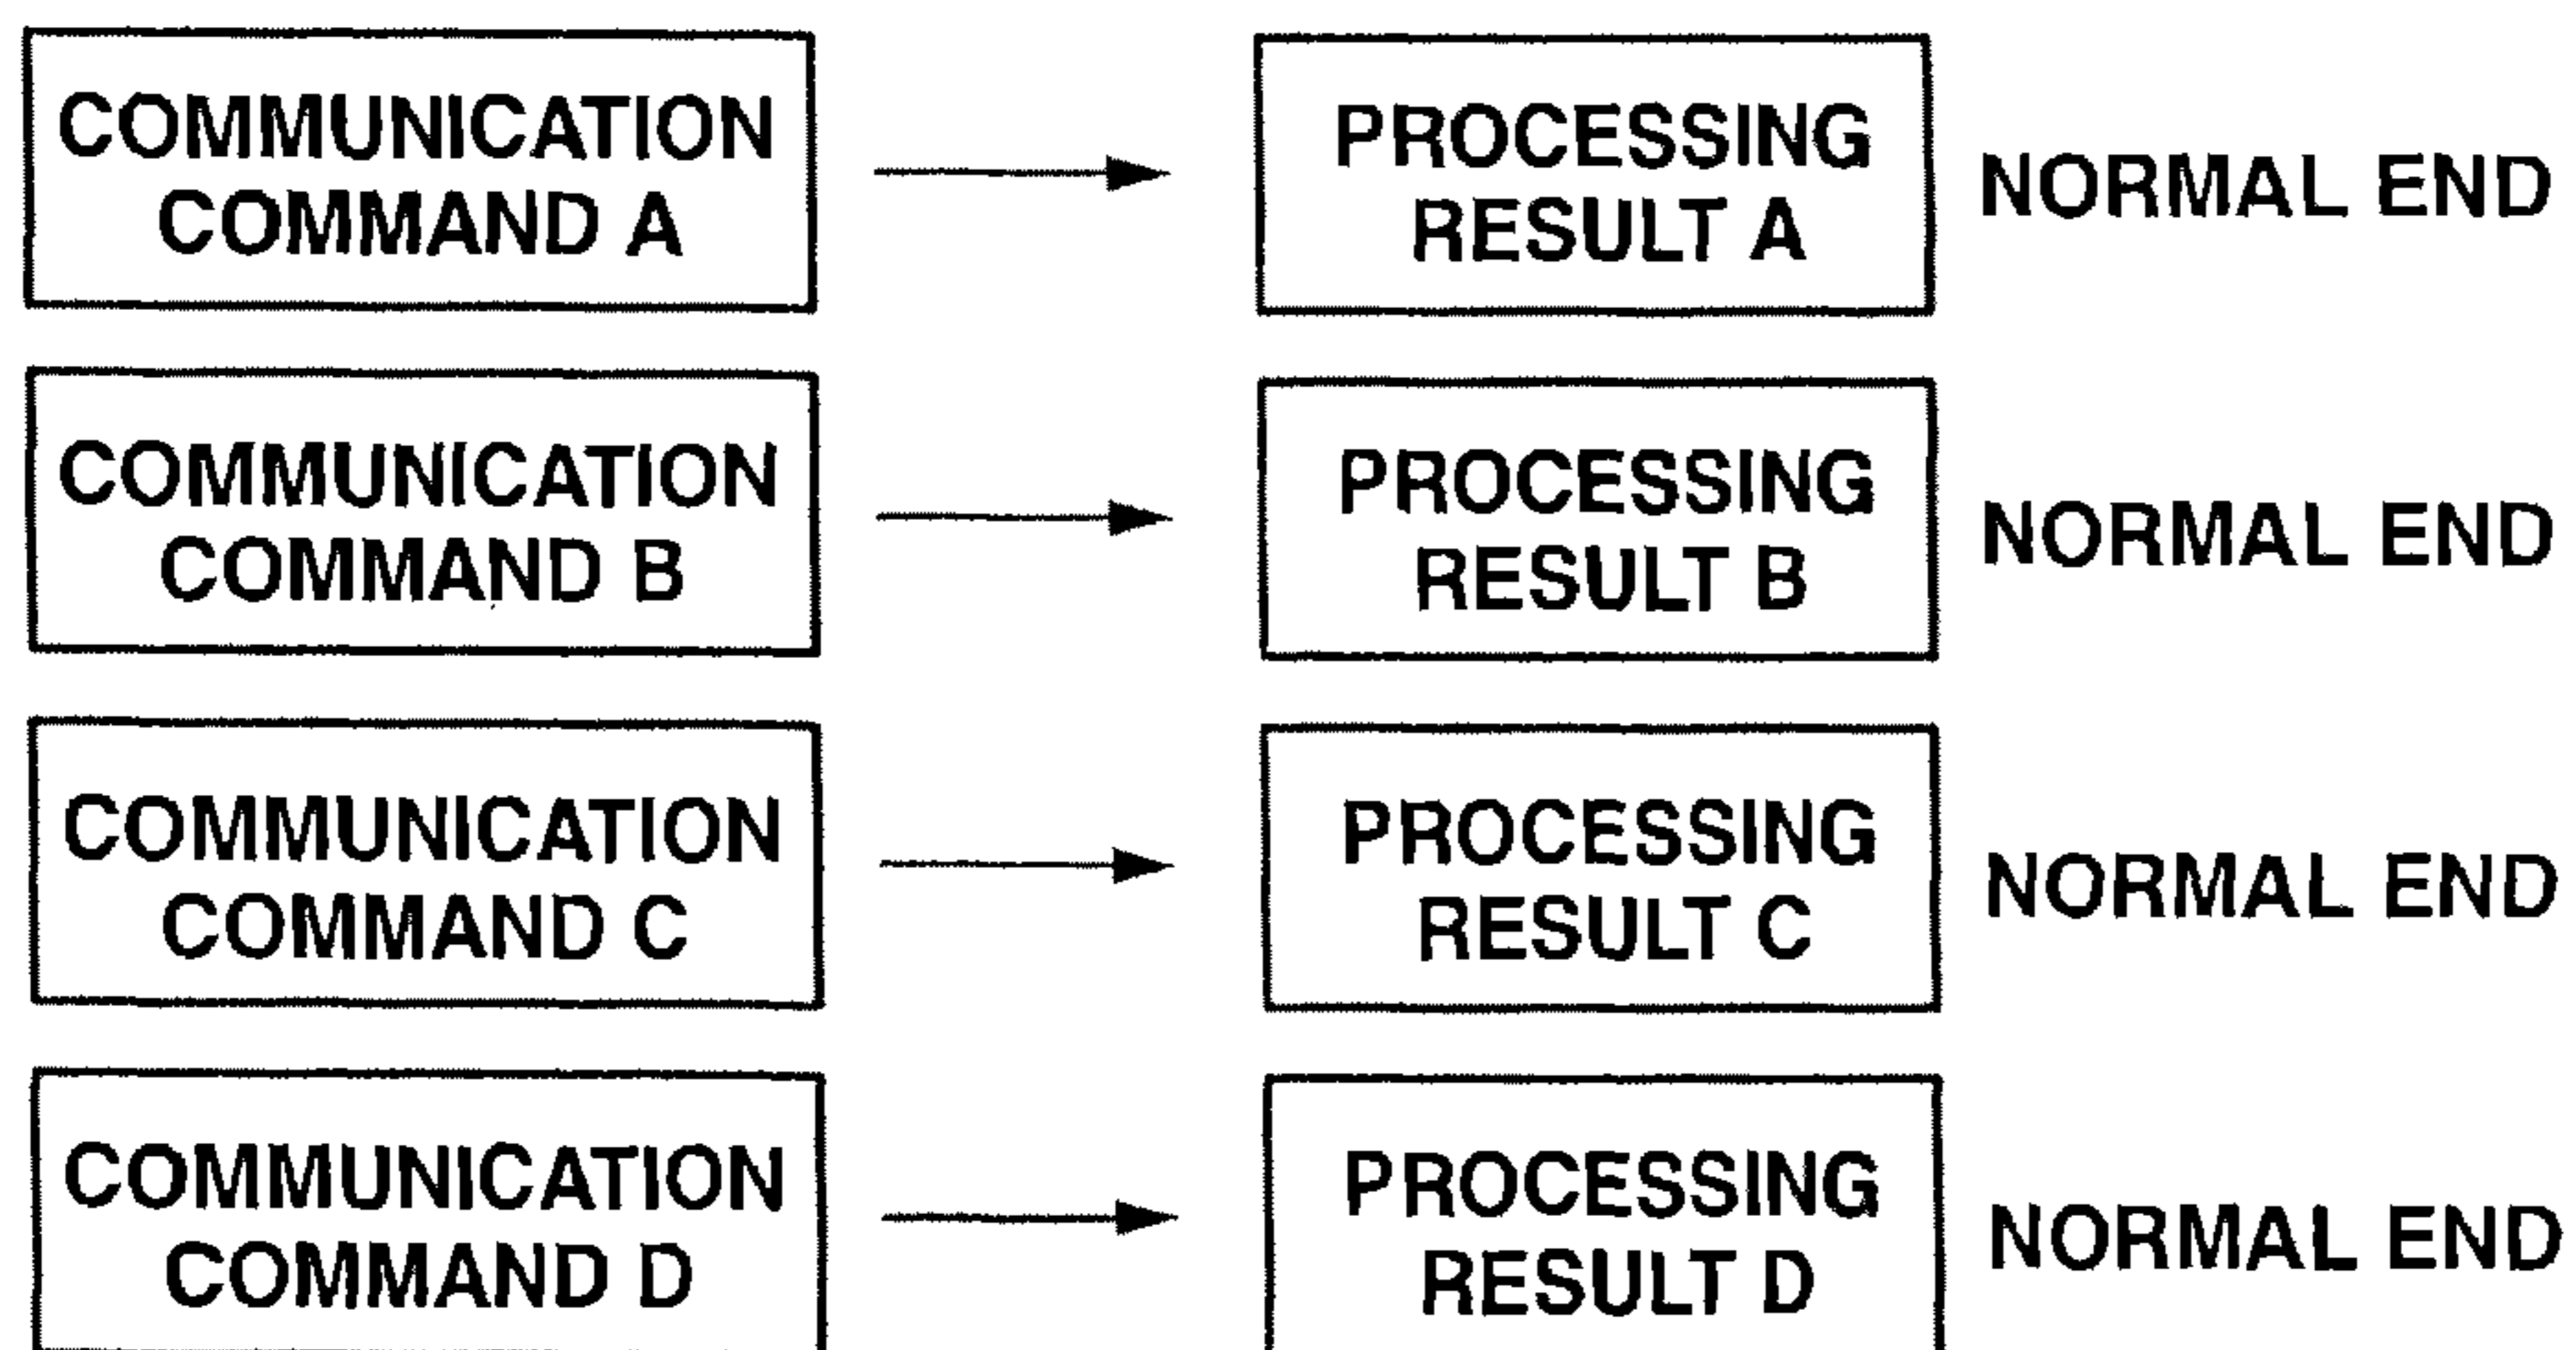 COMMUNICATION
COMMAND A
PROCESSING
RESULT A
NORMAL END
COMMUNICATION
COMMAND B
PROCESSING
RESULT B
NORMAL END
COMMUNICATION
COMMAND C
PROCESSING
RESULT C
NORMAL END
COMMUNICATION
COMMAND D
PROCESSING
RESULT D
NORMAL END